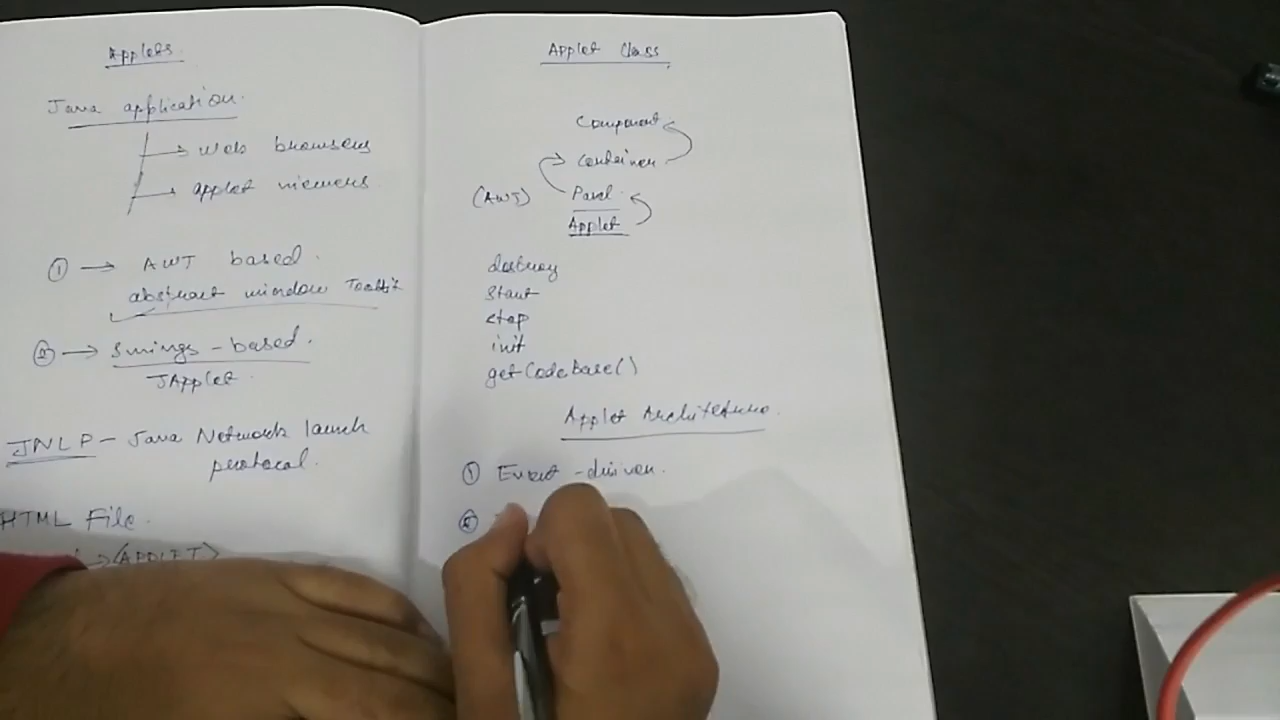 Applets
Java application.
→ Web browsers
→ applet viewers
① → AWT based.
abstract window Toolkit
② → Swings - based.
JApplet.
JNLP - Java Network launch
protocol.
HTML File.
→ <APPLET>
Applet Class
Component
Container
(AWT) Panel
Applet
destroy
Start
stop
init
getCodeBase()
Applet Architeture.
① Event -driven.
②